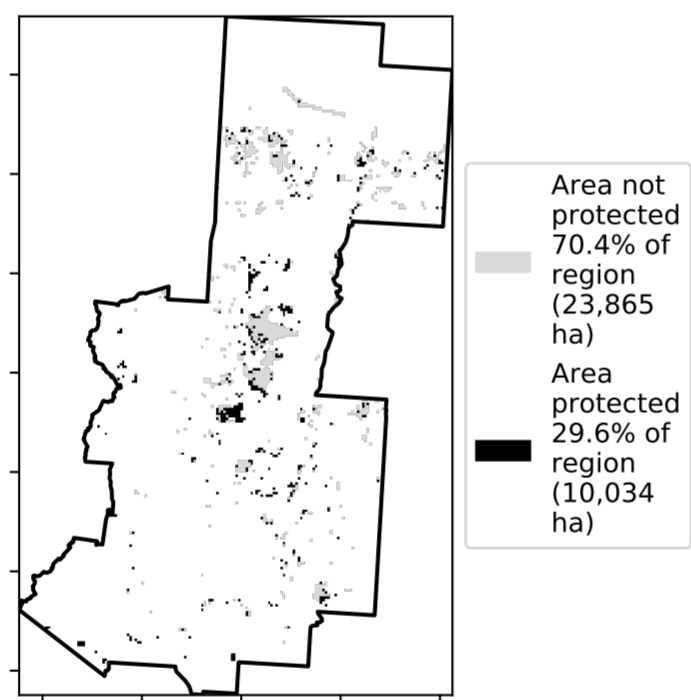 Area not
protected
70.4% of
region
(23,865
ha)
Area
protected
29.6% of
region
(10,034
ha)